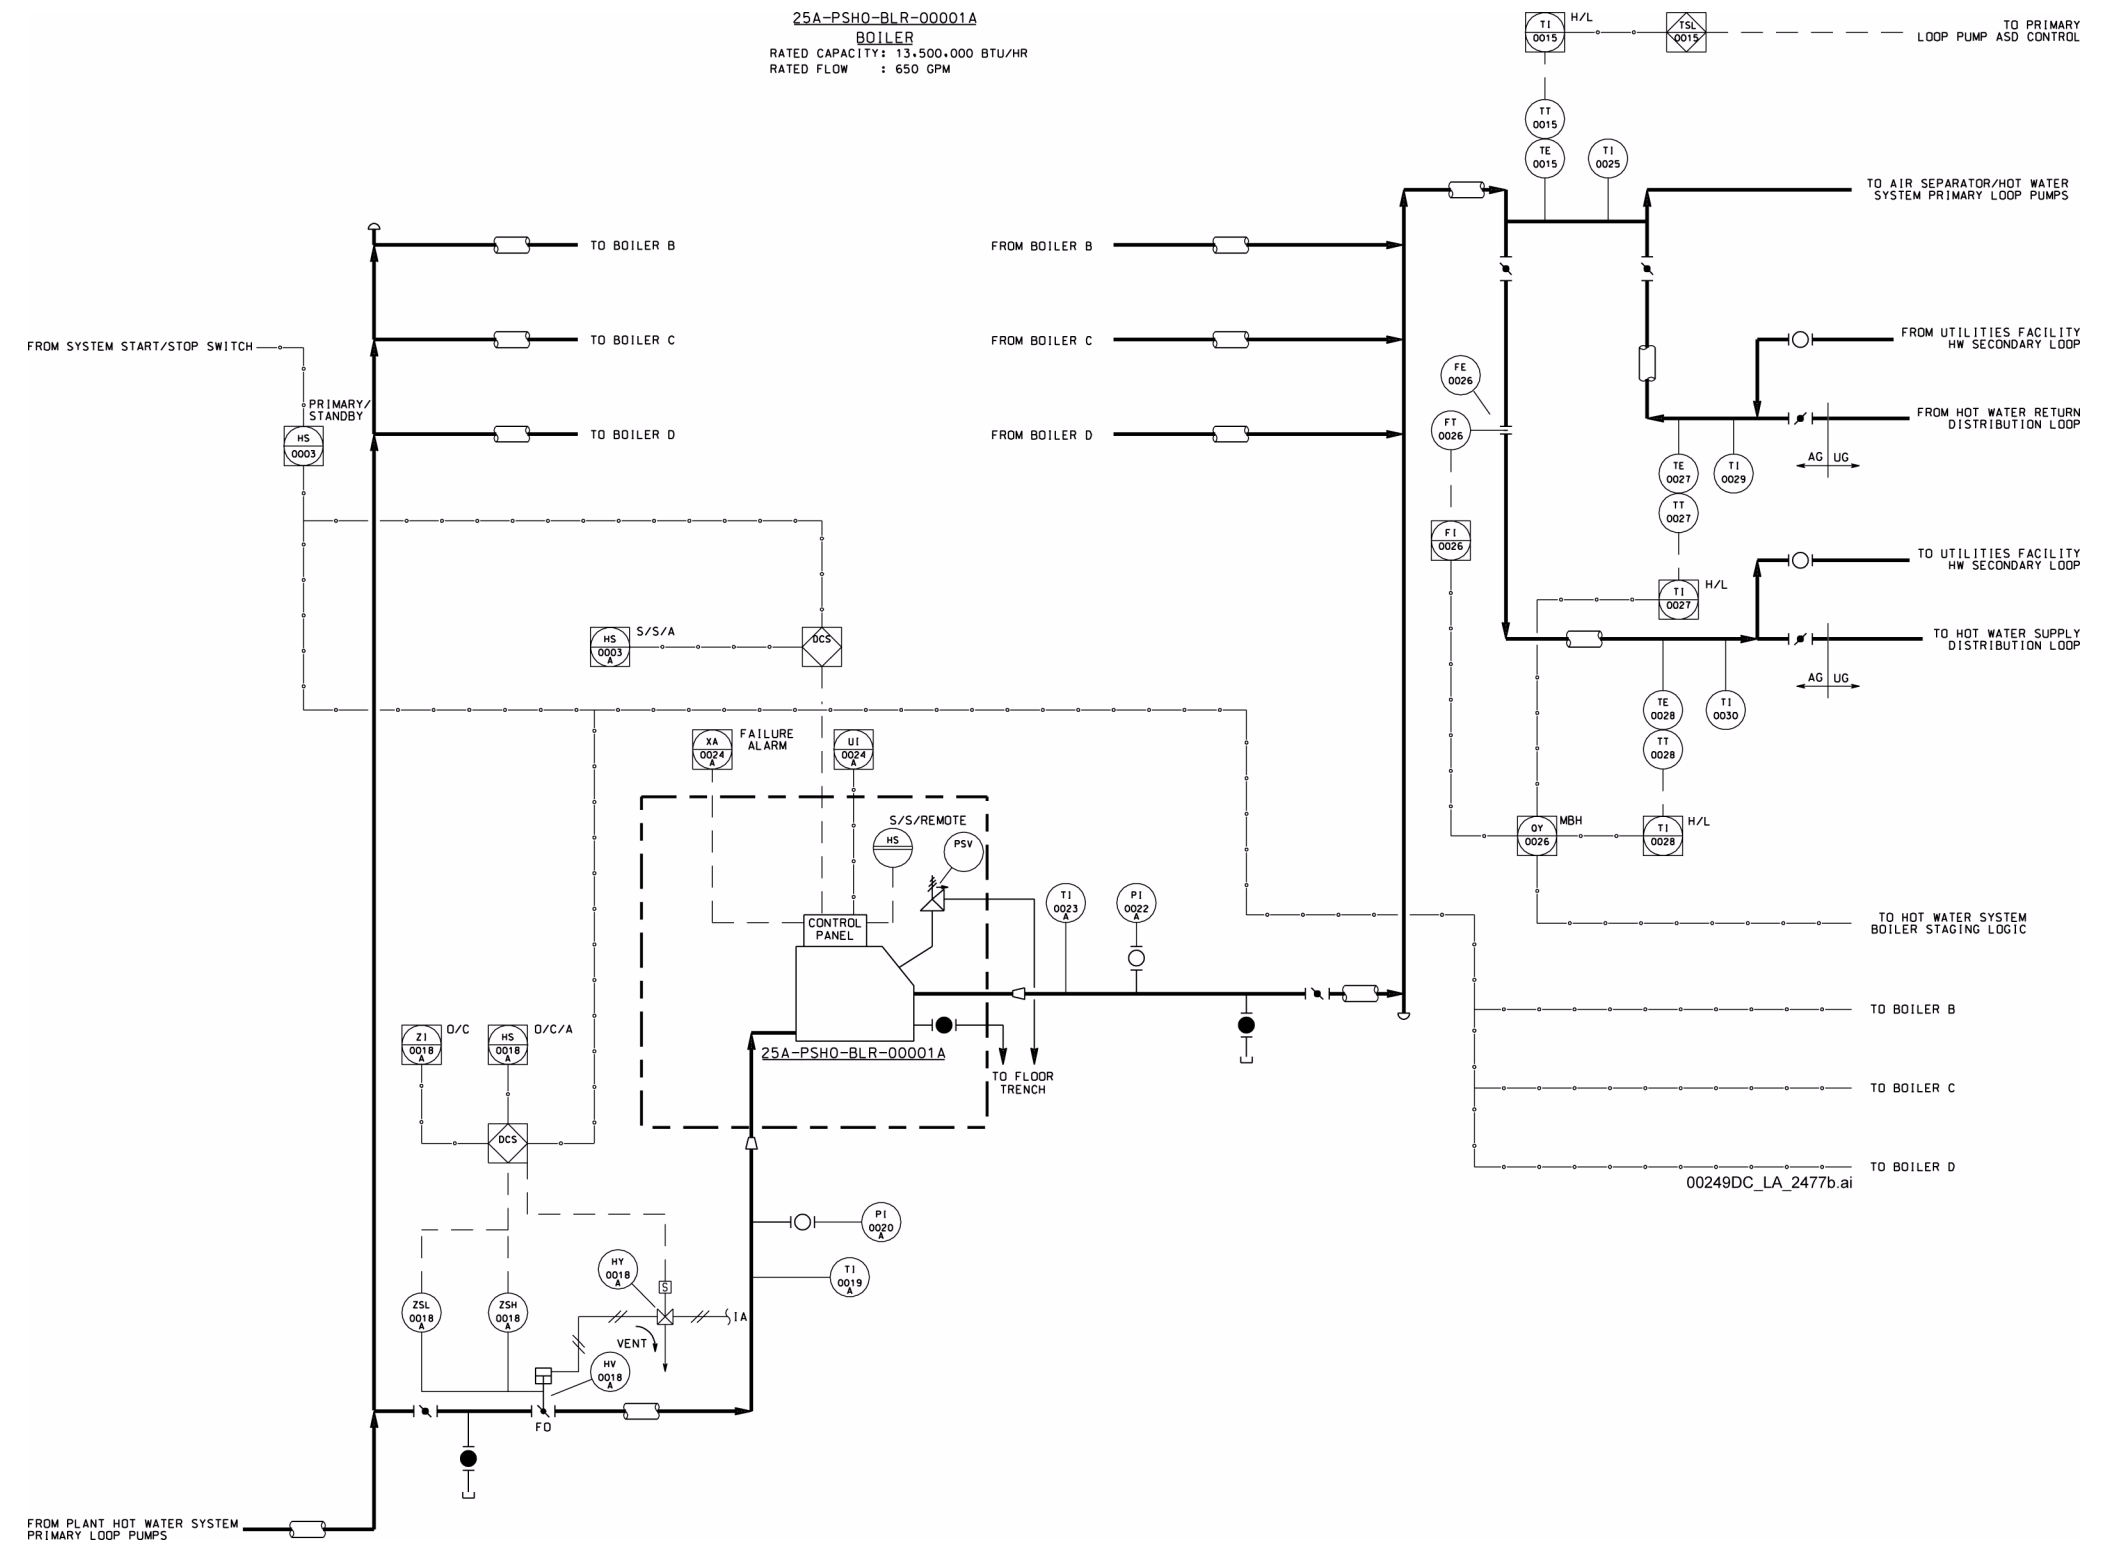 25A-PSHO-BLR-00001A
BOILER
RATED CAPACITY: 13,500,000 BTU/HR
RATED FLOW : 650 GPM
TI
0015
H/L
TSL
0015
TO PRIMARY
LOOP PUMP ASD CONTROL
TT
0015
TE
0015
TI
0025
TO AIR SEPARATOR/HOT WATER
SYSTEM PRIMARY LOOP PUMPS
TO BOILER B
FROM BOILER B
TO BOILER C
FROM BOILER C
TO BOILER D
FROM BOILER D
FROM SYSTEM START/STOP SWITCH
PRIMARY/
STANDBY
HS
0003
FROM UTILITIES FACILITY
HW SECONDARY LOOP
FE
0026
FT
0026
FROM HOT WATER RETURN
DISTRIBUTION LOOP
AG UG
TE
0027
TI
0029
TT
0027
FI
0026
TO UTILITIES FACILITY
HW SECONDARY LOOP
TI
0027
H/L
HS
0003
A
S/S/A
DCS
TO HOT WATER SUPPLY
DISTRIBUTION LOOP
AG UG
TE
0028
TI
0030
TT
0028
XA
0024
A
FAILURE
ALARM
UI
0024
A
S/S/REMOTE
HS
PSV
QY
0026
MBH
TI
0028
H/L
CONTROL
PANEL
TI
0023
A
PI
0022
A
TO HOT WATER SYSTEM
BOILER STAGING LOGIC
TO BOILER B
ZI
0018
A
O/C
HS
0018
A
O/C/A
25A-PSHO-BLR-00001A
TO FLOOR
TRENCH
TO BOILER C
DCS
TO BOILER D
00249DC_LA_2477b.ai
PI
0020
A
HY
0018
A
TI
0019
A
S
ZSL
0018
A
ZSH
0018
A
IA
VENT
HV
0018
A
FO
FROM PLANT HOT WATER SYSTEM
PRIMARY LOOP PUMPS